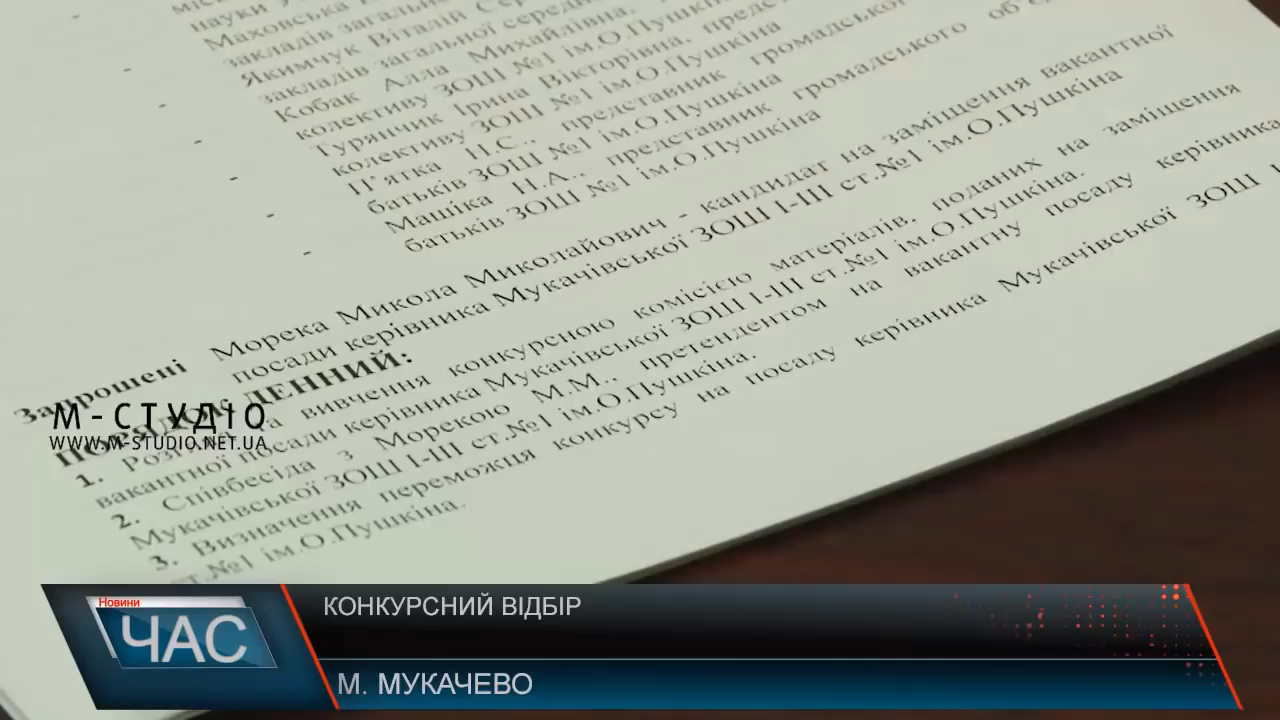 науки У
Маховська
закладів загальн
Якимчук Віталій Сер
закладів загальної середнь
Кобак Алла Михайлівна,
колективу ЗОШ №1 ім.О.Пушкіна
Гурянчик Ірина Вікторівна, предст
колективу ЗОШ №1 ім.О.Пушкіна
П'ятка Н.С., представник громадської
батьків ЗОШ №1 ім.О.Пушкіна
Машіка Н.А., представник громадського об'є
батьків ЗОШ №1 ім.О.Пушкіна
Запрошені Морека Микола Миколайович - кандидат на заміщення вакантної
посади керівника Мукачівської ЗОШ І-ІІІ ст.№1 ім.О.Пушкіна
ПОРЯДОК ДЕННИЙ:
1. Розгляд та вивчення конкурсною комісією матеріалів, поданих на заміщення
вакантної посади керівника Мукачівської ЗОШ І-ІІІ ст.№1 ім.О.Пушкіна.
2. Співбесіда з Морекою М.М., претендентом на вакантну посаду керівника
Мукачівської ЗОШ І-ІІІ ст.№1 ім.О.Пушкіна.
3. Визначення переможця конкурсу на посаду керівника Мукачівської ЗОШ І
ст.№1 ім.О.Пушкіна.
М-СТУДІО
WWW.M-STUDIO.NET.UA
Новини
ЧАС
КОНКУРСНИЙ ВІДБІР
М. МУКАЧЕВО